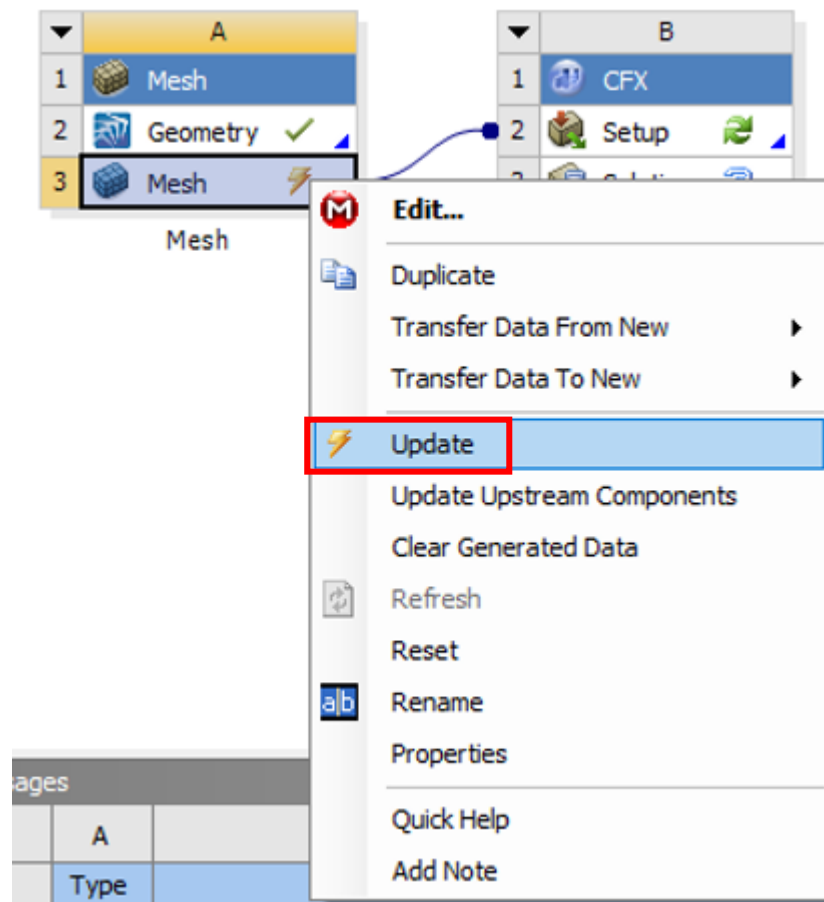 A
B
1 Mesh
1 CFX
2 Geometry
2 Setup
3 Mesh
Mesh
Edit...
Duplicate
Transfer Data From New
Transfer Data To New
Update
Update Upstream Components
Clear Generated Data
Refresh
Reset
a|b Rename
Properties
Quick Help
Add Note
A
Type